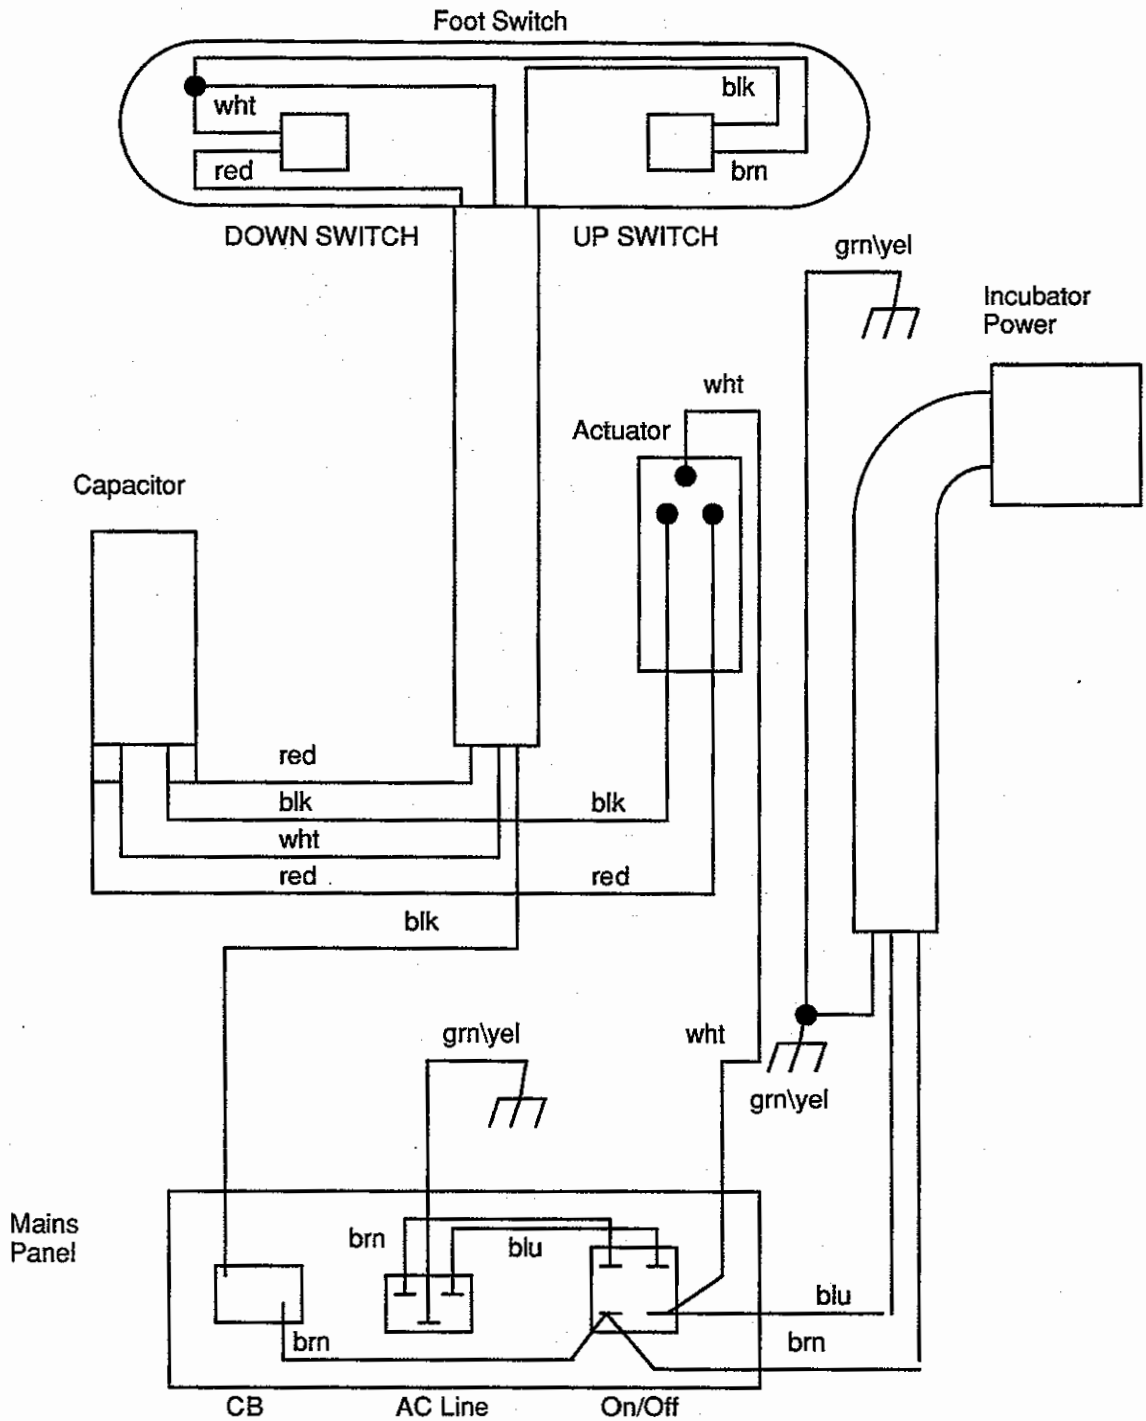 Foot Switch
blk
wht
red
brn
DOWN SWITCH
UP SWITCH
grn\yel
Incubator
Power
wht
Actuator
Capacitor
red
blk
blk
wht
red
red
blk
grn\yel
wht
grn\yel
Mains
Panel
brn
blu
blu
brn
brn
CB
AC Line
On/Off